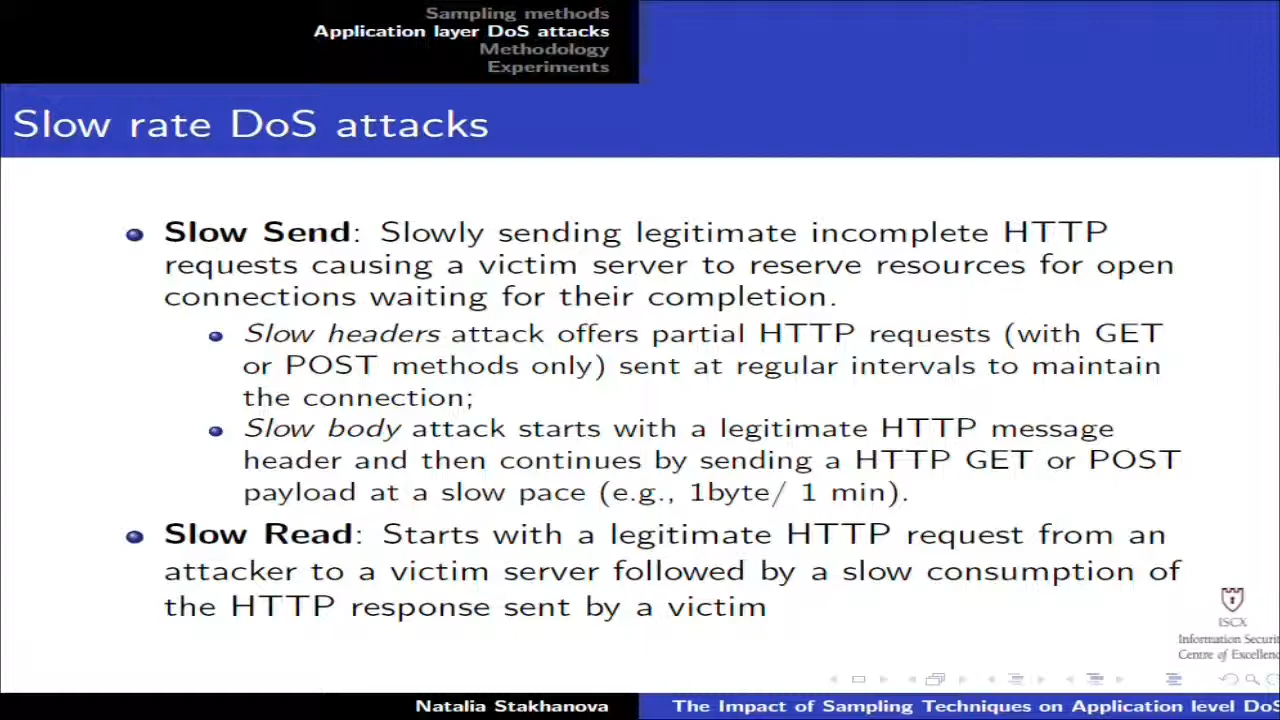 Sampling methods
Application layer DoS attacks
Methodology
Experiments
Slow rate DoS attacks
Slow Send: Slowly sending legitimate incomplete HTTP
requests causing a victim server to reserve resources for open
connections waiting for their completion.
Slow headers attack offers partial HTTP requests (with GET
or POST methods only) sent at regular intervals to maintain
the connection;
Slow body attack starts with a legitimate HTTP message
header and then continues by sending a HTTP GET or POST
payload at a slow pace (e.g., 1byte/ 1 min).
Slow Read: Starts with a legitimate HTTP request from an
attacker to a victim server followed by a slow consumption of
the HTTP response sent by a victim
ISCX
Information Securit
Centre of Excellenc
Natalia Stakhanova
The Impact of Sampling Techniques on Application level DoS